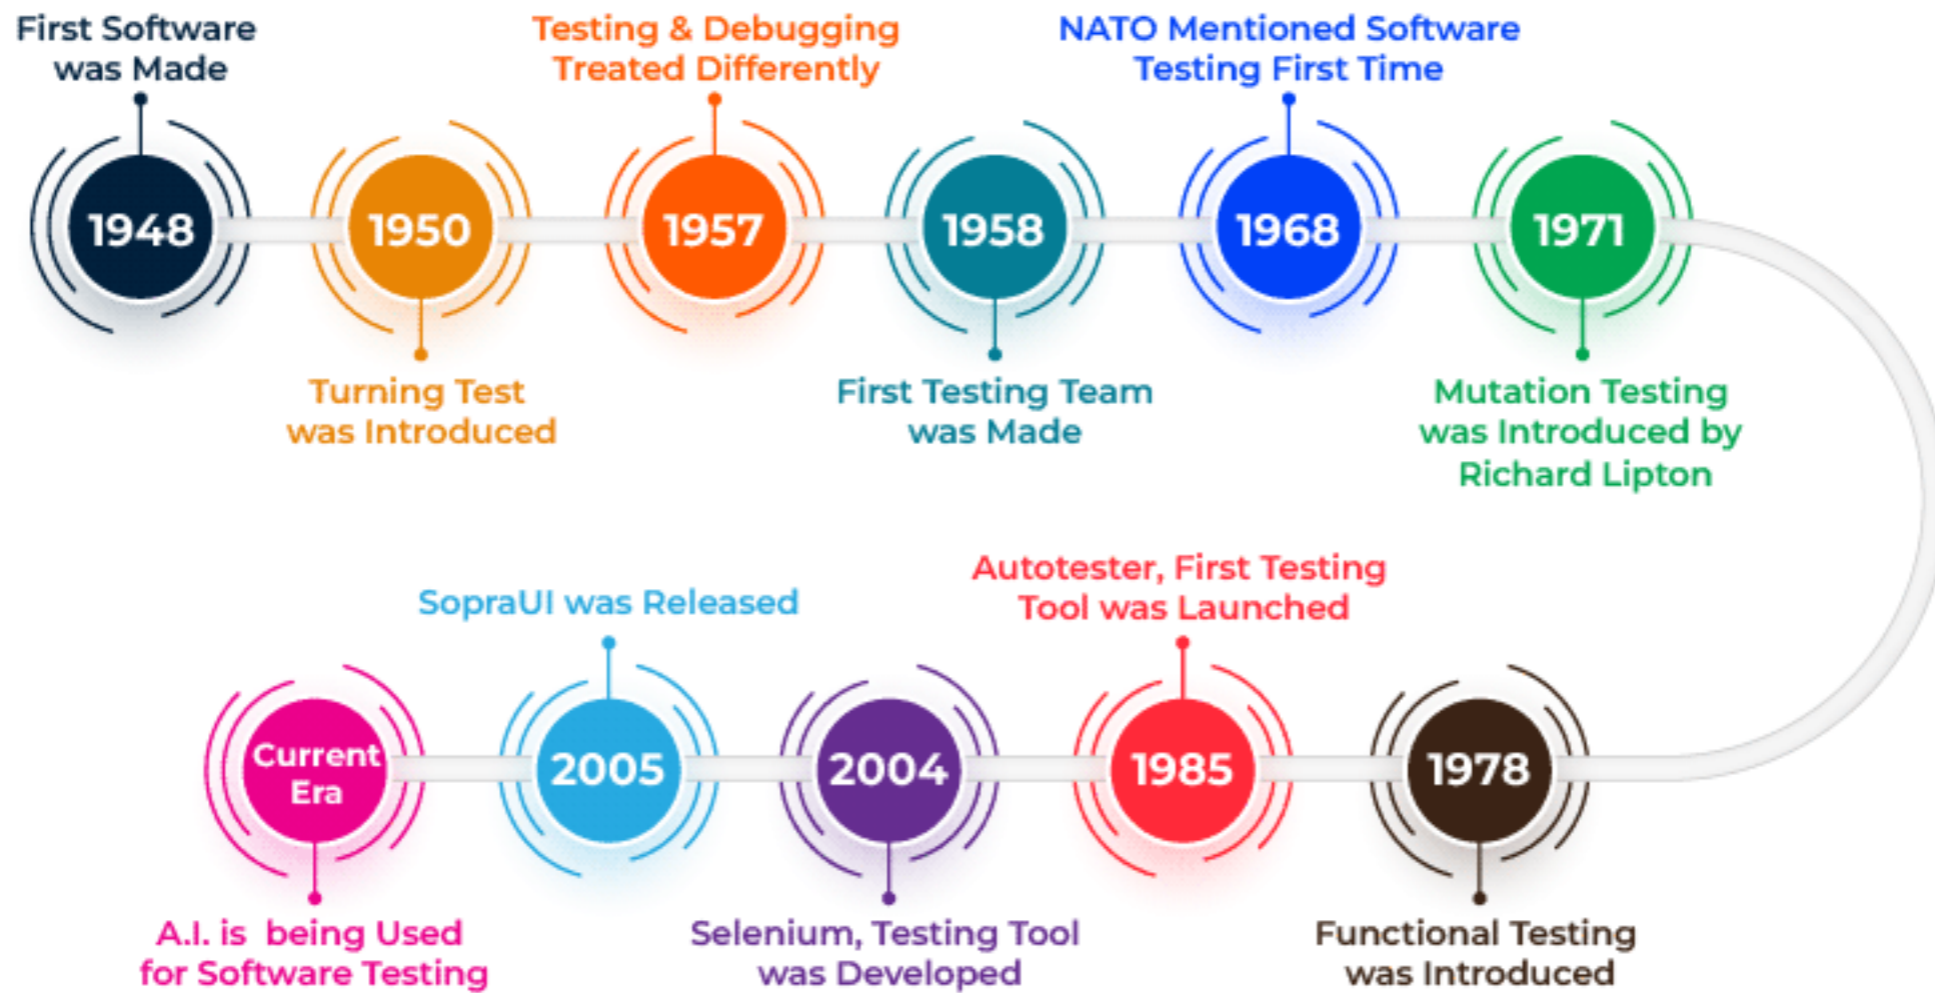 First Software
was Made
Testing & Debugging
Treated Differently
NATO Mentioned Software
Testing First Time
1948
1950
1957
1958
1968
1971
Turning Test
was Introduced
First Testing Team
was Made
Mutation Testing
was Introduced by
Richard Lipton
Autotester, First Testing
Tool was Launched
SopraUI was Released
Current
Era
2005
2004
1985
1978
A.I. is  being Used
for Software Testing
Selenium, Testing Tool
was Developed
Functional Testing
was Introduced